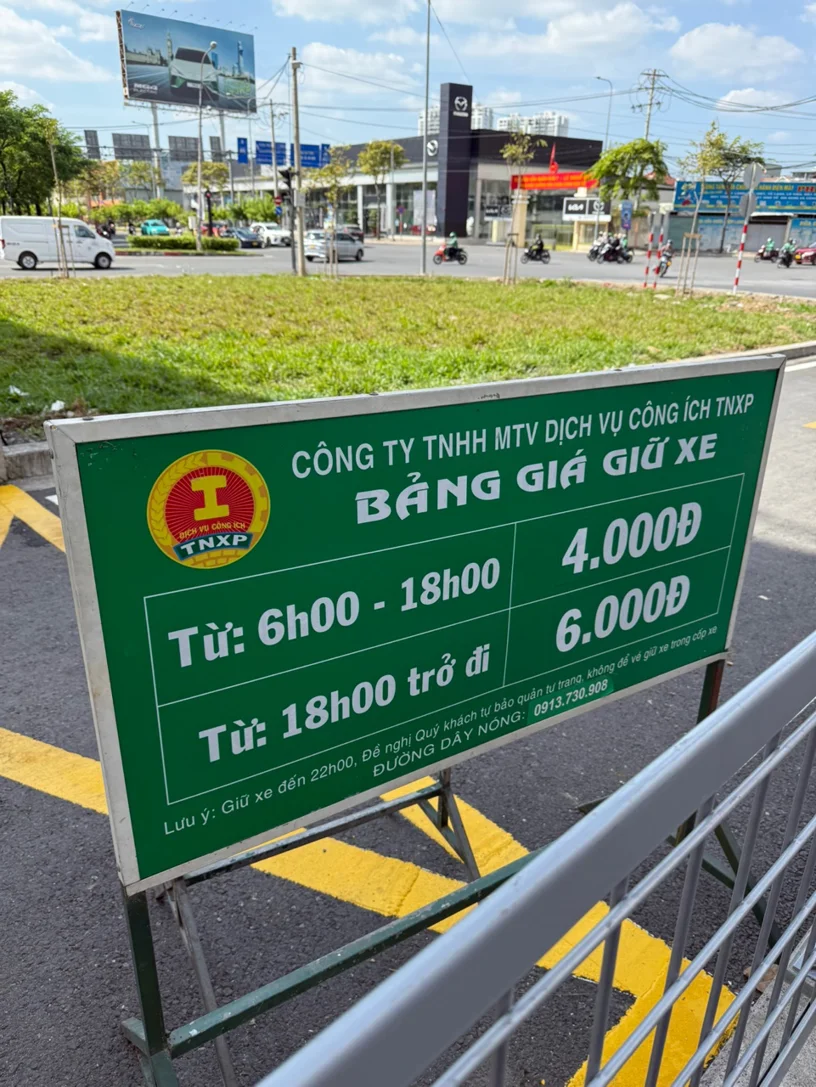 CÔNG TY TNHH MTV DỊCH VỤ CÔNG ÍCH TNXP
BẢNG GIÁ GIỮ XE
DỊCH VỤ CÔNG ÍCH
TNXP
Từ: 6h00 - 18h00 4.000Đ
Từ: 18h00 trở đi 6.000Đ
Lưu ý: Giữ xe đến 22h00, Đề nghị Quý khách tự bảo quản tư trang, không để vé giữ xe trong cốp xe
ĐƯỜNG DÂY NÓNG: 0913.730.908